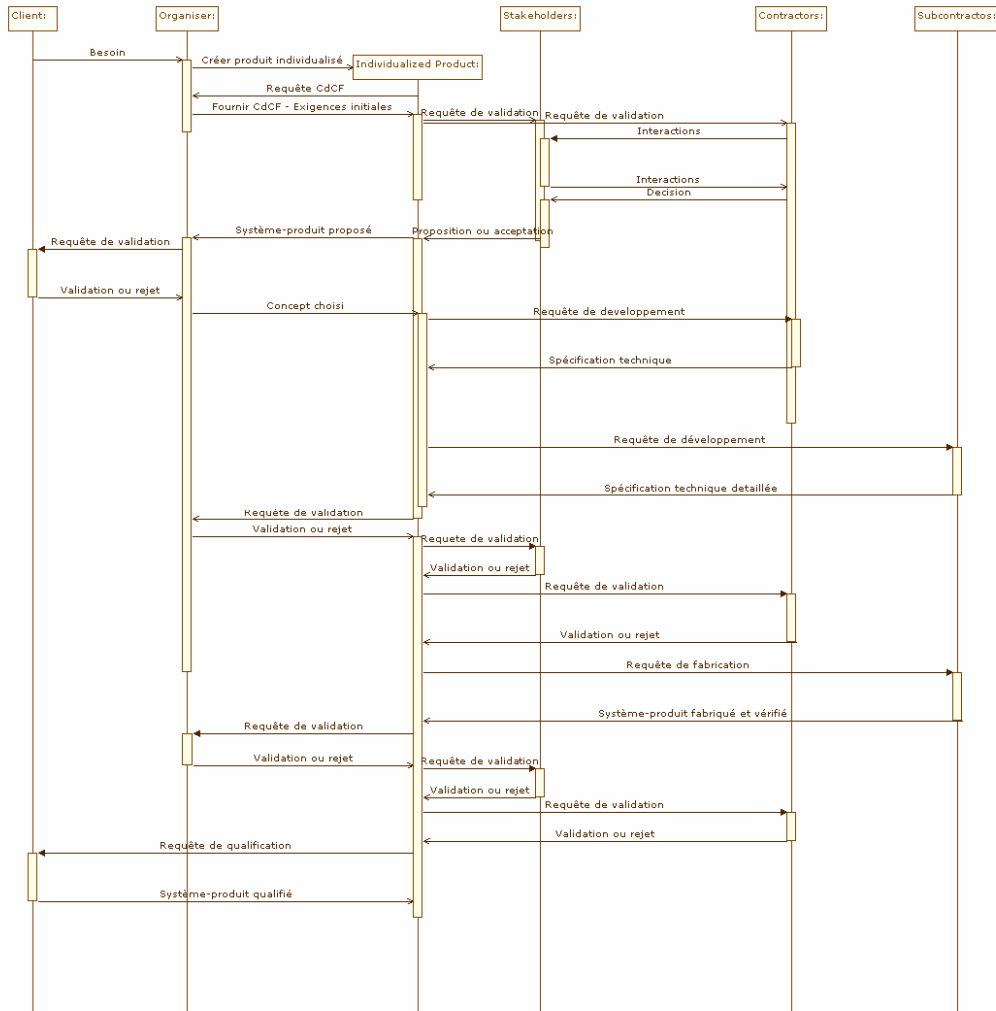 Client:
Organiser:
Stakeholders:
Contractors:
Subcontractos:
Besoin
Créer produit individualisé
Individualized Product:
Requête CdCF
Fournir CdCF - Exigences initiales
Requête de validation
Requête de validation
Interactions
Interactions
Decision
Système-produit proposé
Proposition ou acceptation
Requête de validation
Validation ou rejet
Concept choisi
Requête de developpement
Spécification technique
Requête de développement
Spécification technique detaillée
Requête de validation
Validation ou rejet
Requete de validation
Validation ou rejet
Requête de validation
Validation ou rejet
Requête de fabrication
Système-produit fabriqué et vérifié
Requête de validation
Validation ou rejet
Requête de validation
Validation ou rejet
Requête de validation
Validation ou rejet
Requête de qualification
Système-produit qualifié